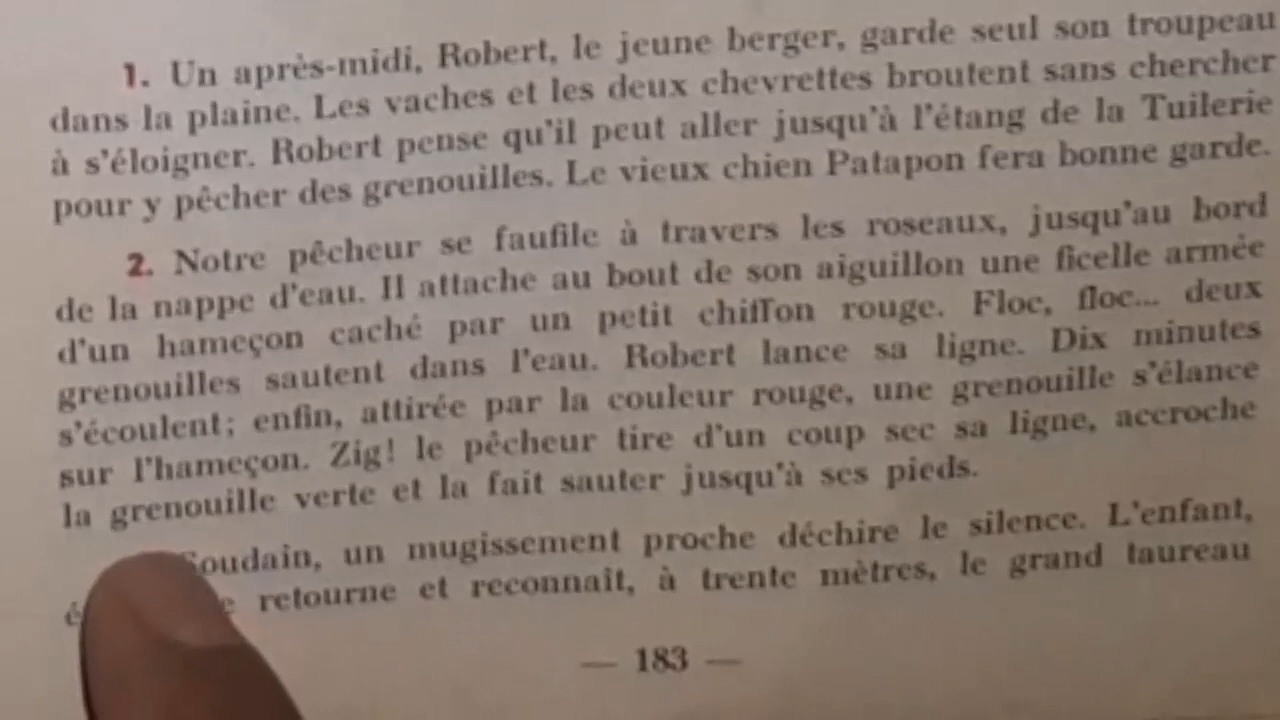 1. Un après-midi, Robert, le jeune berger, garde seul son troupeau
dans la plaine. Les vaches et les deux chevrettes broutent sans chercher
à s'éloigner. Robert pense qu'il peut aller jusqu'à l'étang de la Tuilerie
pour y pêcher des grenouilles. Le vieux chien Patapon fera bonne garde.
2. Notre pêcheur se faufile à travers les roseaux, jusqu'au bord
de la nappe d'eau. Il attache au bout de son aiguillon une ficelle armée
d'un hameçon caché par un petit chiffon rouge. Floc, floc... deux
grenouilles sautent dans l'eau. Robert lance sa ligne. Dix minutes
s'écoulent; enfin, attirée par la couleur rouge, une grenouille s'élance
sur l'hameçon. Zig! le pêcheur tire d'un coup sec sa ligne, accroche
la grenouille verte et la fait sauter jusqu'à ses pieds.
Soudain, un mugissement proche déchire le silence. L'enfant,
retourne et reconnaît, à trente mètres, le grand taureau
— 183 —